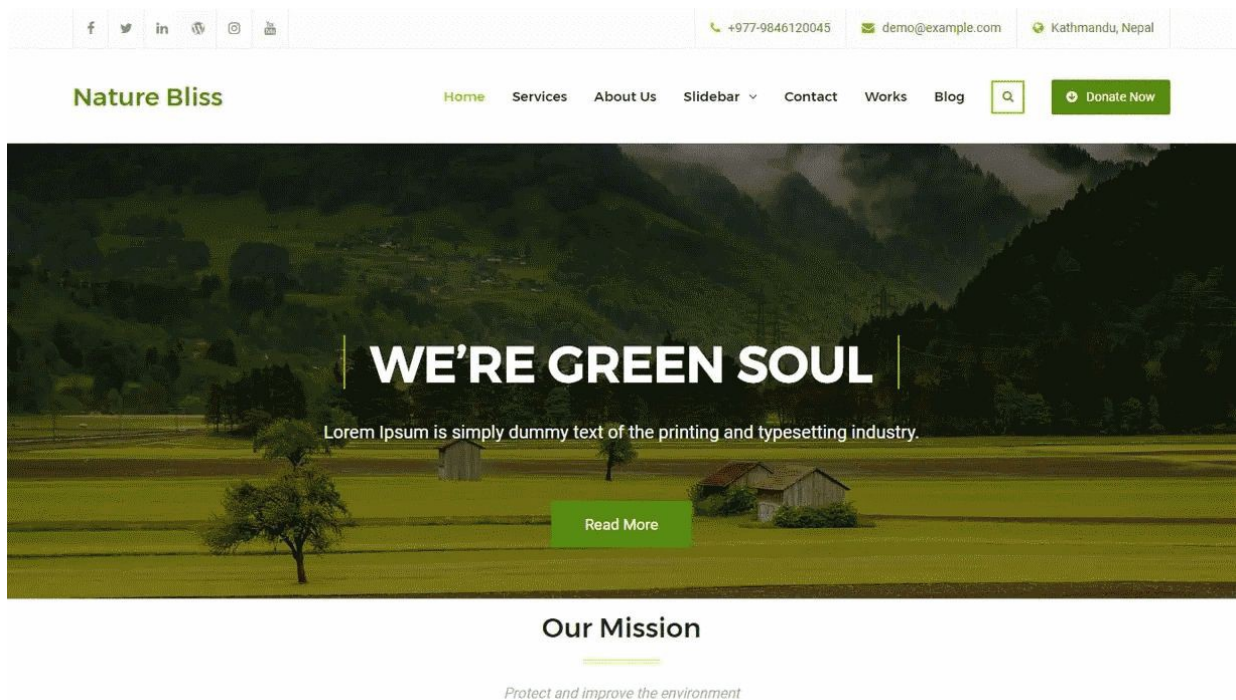 +977-9846120045 demo@example.com Kathmandu, Nepal
Nature Bliss Home Services About Us Slidebar Contact Works Blog Donate Now
WE'RE GREEN SOUL
Lorem Ipsum is simply dummy text of the printing and typesetting industry.
Read More
Our Mission
Protect and improve the environment